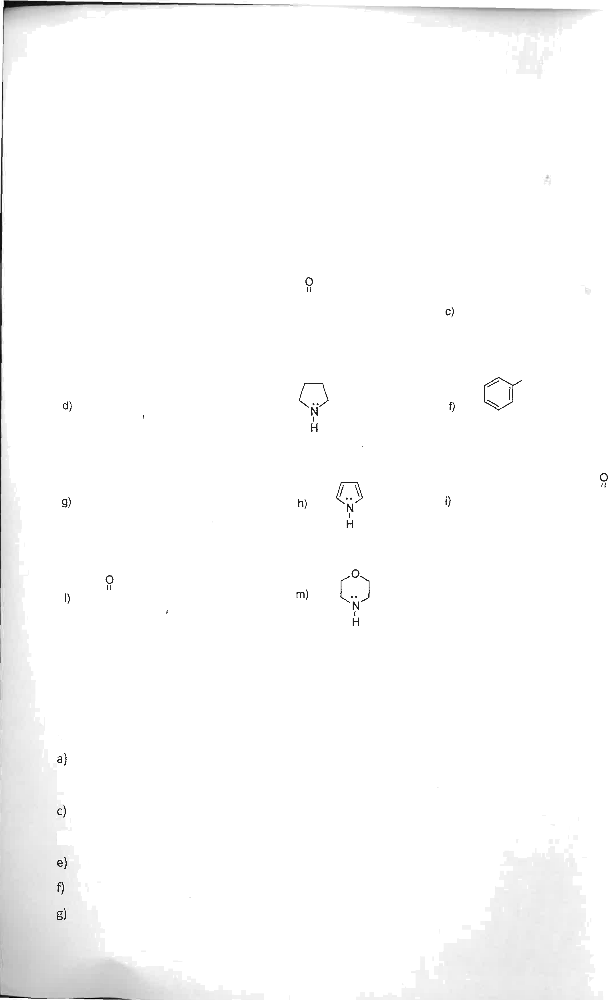 O
c)
d)
N
H
f)
O
g)
h)
N
H
i)
O
l)
m)
O
N
H
a)
c)
e)
f)
g)